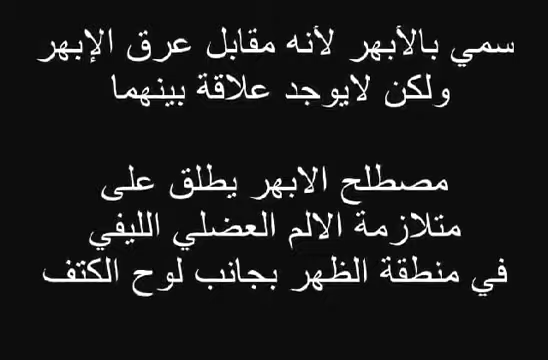 سمي بالأبهر لأنه مقابل عرق الإبهر
ولكن لايوجد علاقة بينهما
مصطلح الابهر يطلق على
متلازمة الالم العضلي الليفي
في منطقة الظهر بجانب لوح الكتف